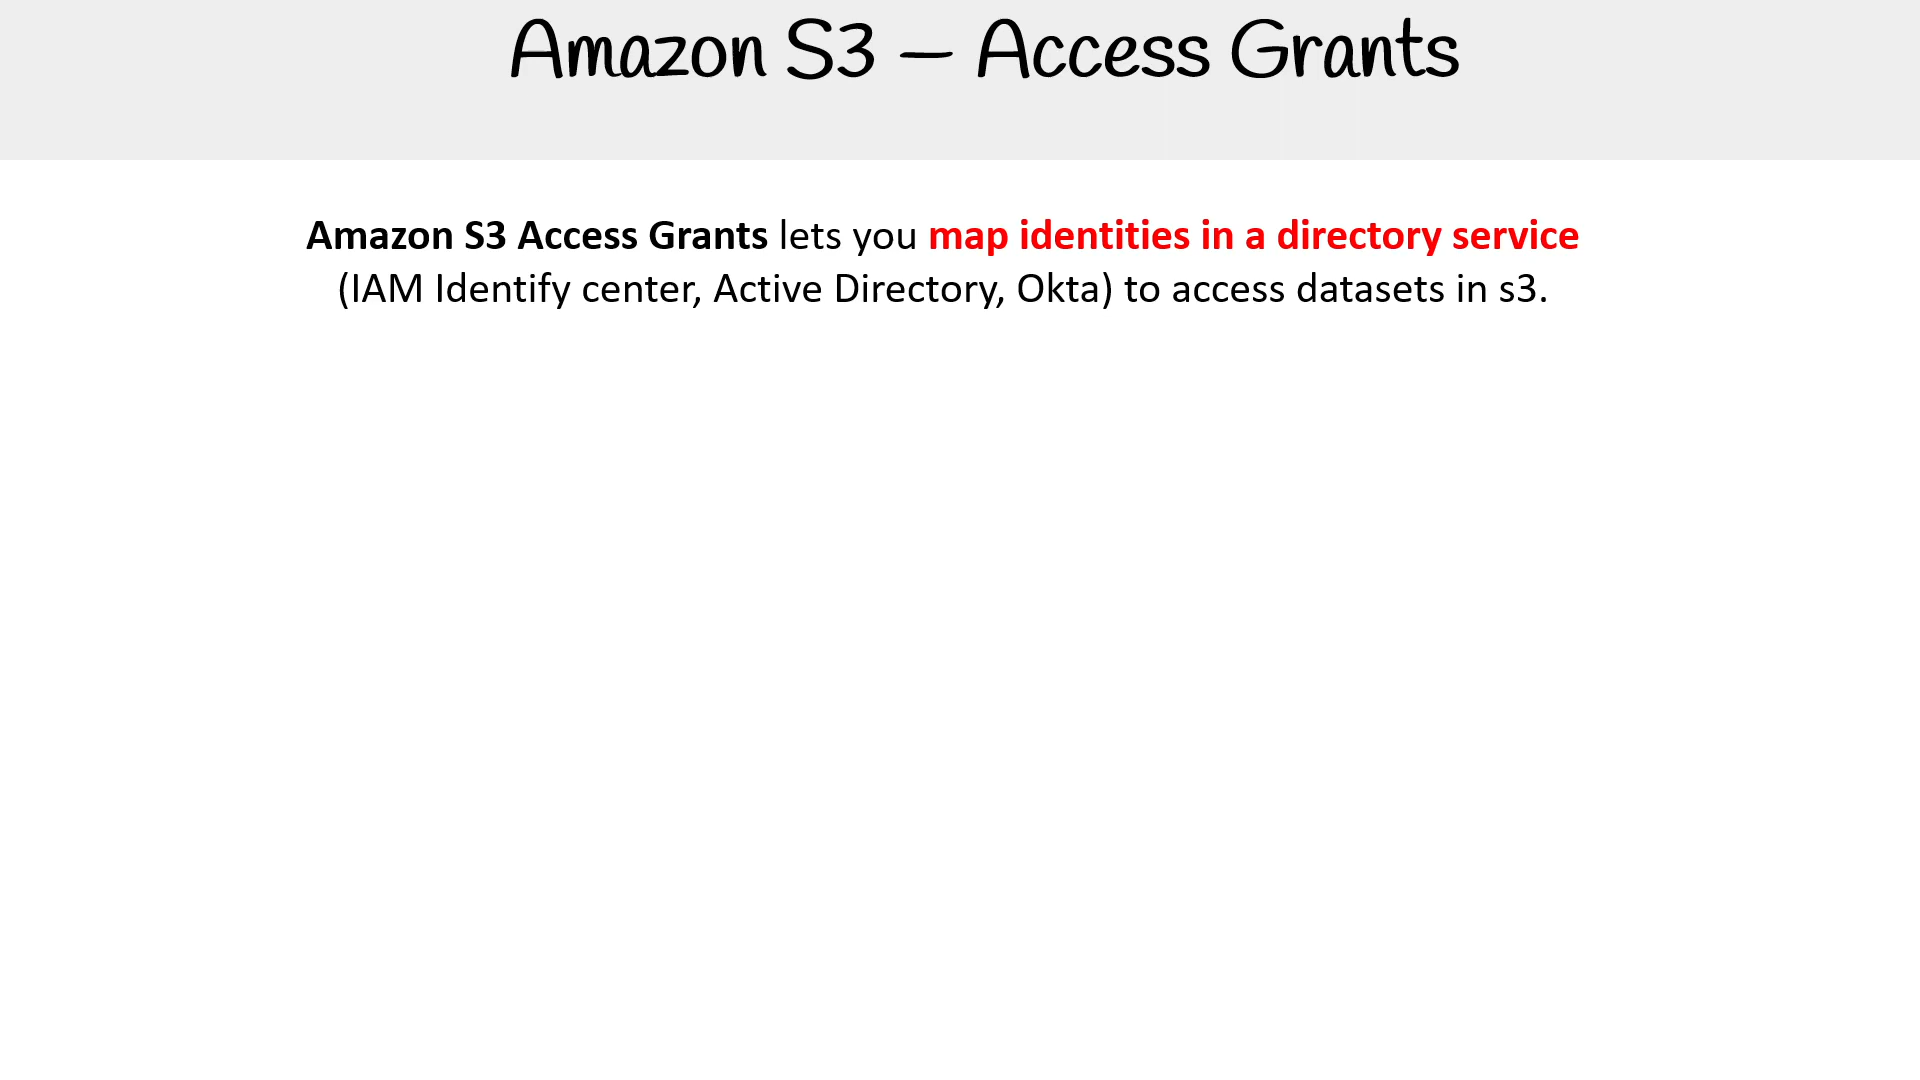 Amazon S3 – Access Grants
Amazon S3 Access Grants lets you map identities in a directory service
(IAM Identify center, Active Directory, Okta) to access datasets in s3.